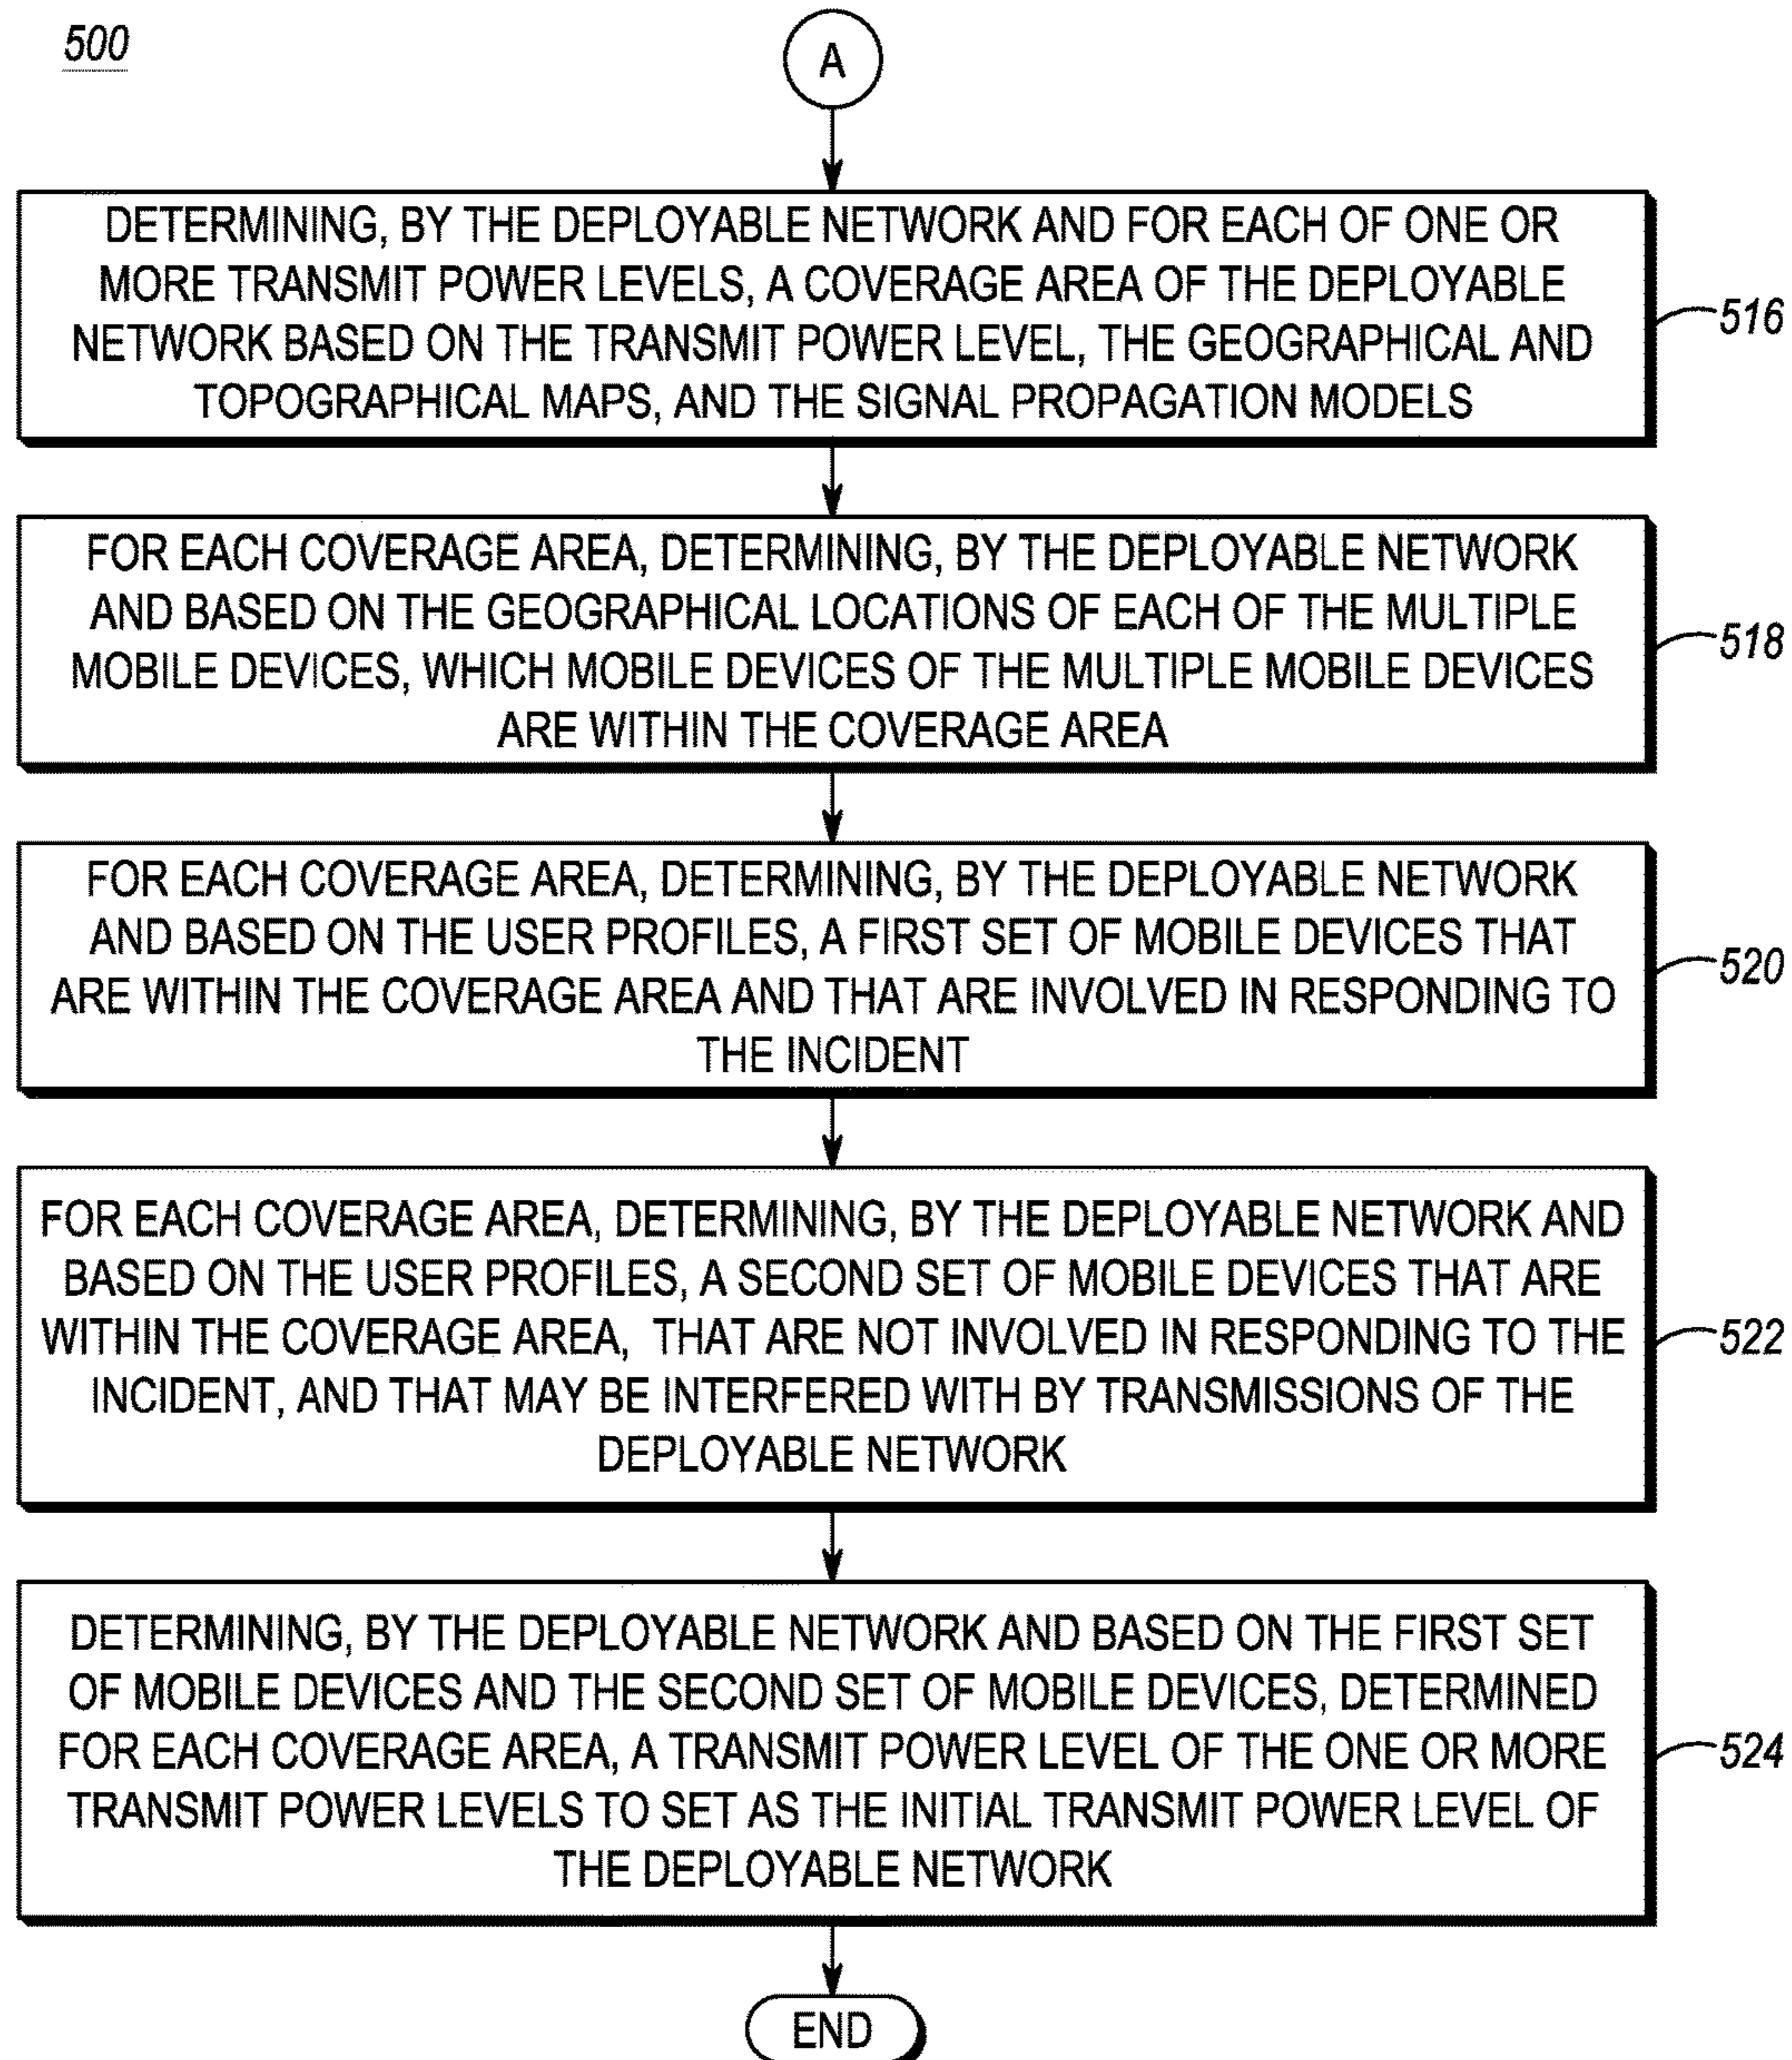 500
A
DETERMINING, BY THE DEPLOYABLE NETWORK AND FOR EACH OF ONE OR
MORE TRANSMIT POWER LEVELS, A COVERAGE AREA OF THE DEPLOYABLE
NETWORK BASED ON THE TRANSMIT POWER LEVEL, THE GEOGRAPHICAL AND
TOPOGRAPHICAL MAPS, AND THE SIGNAL PROPAGATION MODELS
516
FOR EACH COVERAGE AREA, DETERMINING, BY THE DEPLOYABLE NETWORK
AND BASED ON THE GEOGRAPHICAL LOCATIONS OF EACH OF THE MULTIPLE
MOBILE DEVICES, WHICH MOBILE DEVICES OF THE MULTIPLE MOBILE DEVICES
ARE WITHIN THE COVERAGE AREA
518
FOR EACH COVERAGE AREA, DETERMINING, BY THE DEPLOYABLE NETWORK
AND BASED ON THE USER PROFILES, A FIRST SET OF MOBILE DEVICES THAT
ARE WITHIN THE COVERAGE AREA AND THAT ARE INVOLVED IN RESPONDING TO
THE INCIDENT
520
FOR EACH COVERAGE AREA, DETERMINING, BY THE DEPLOYABLE NETWORK AND
BASED ON THE USER PROFILES, A SECOND SET OF MOBILE DEVICES THAT ARE
WITHIN THE COVERAGE AREA, THAT ARE NOT INVOLVED IN RESPONDING TO THE
INCIDENT, AND THAT MAY BE INTERFERED WITH BY TRANSMISSIONS OF THE
DEPLOYABLE NETWORK
522
DETERMINING, BY THE DEPLOYABLE NETWORK AND BASED ON THE FIRST SET
OF MOBILE DEVICES AND THE SECOND SET OF MOBILE DEVICES, DETERMINED
FOR EACH COVERAGE AREA, A TRANSMIT POWER LEVEL OF THE ONE OR MORE
TRANSMIT POWER LEVELS TO SET AS THE INITIAL TRANSMIT POWER LEVEL OF
THE DEPLOYABLE NETWORK
524
END